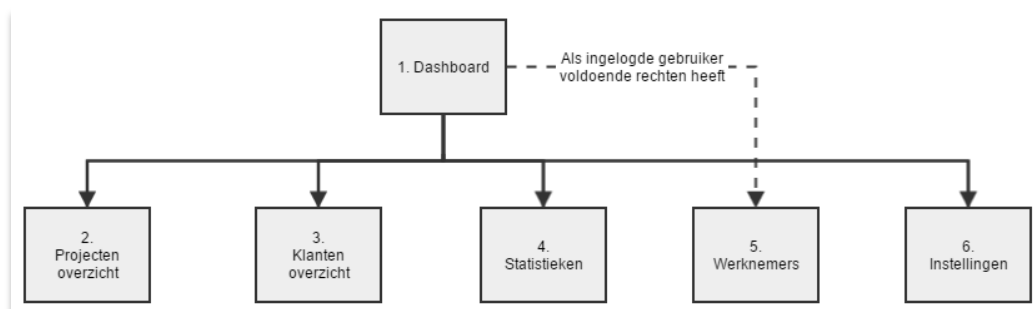 1. Dashboard
Als ingelogde gebruiker
voldoende rechten heeft
2.
Projecten
overzicht
3.
Klanten
overzicht
4.
Statistieken
5.
Werknemers
6.
Instellingen